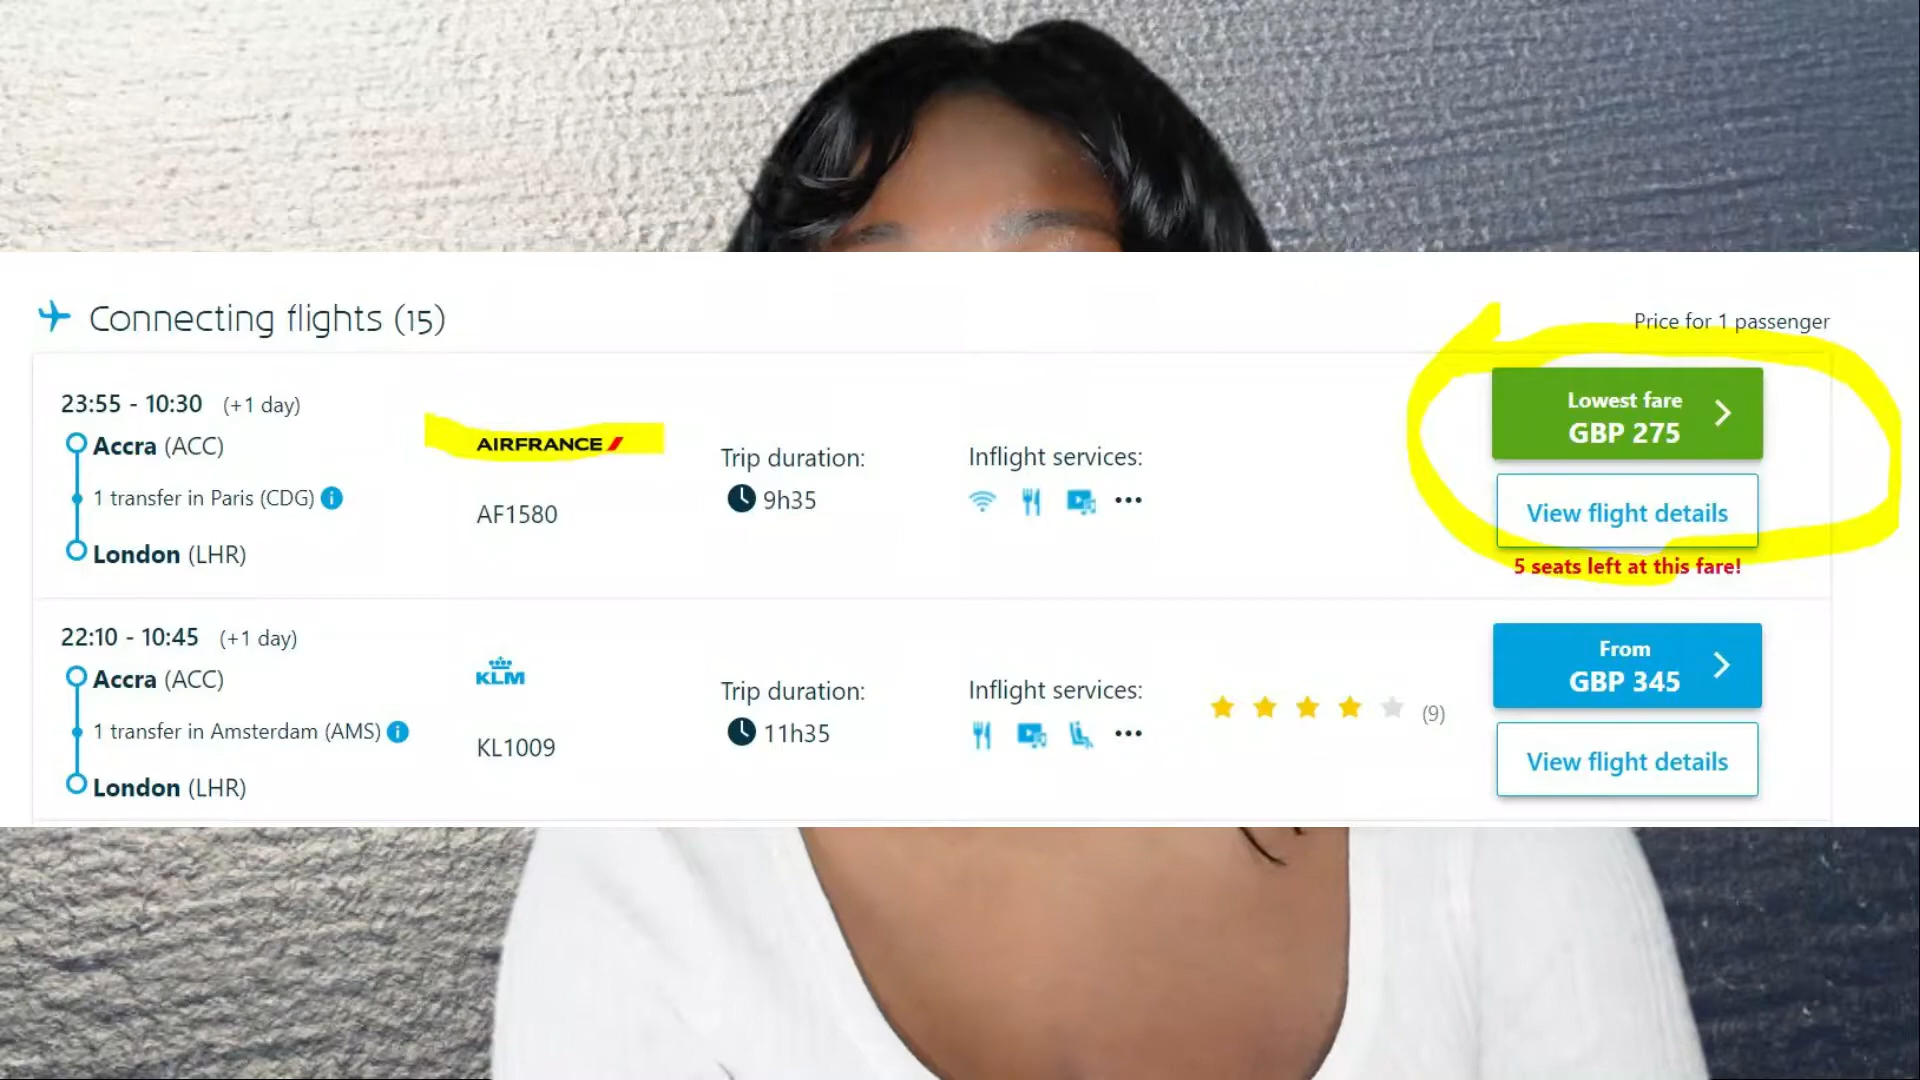 Connecting flights (15)
Price for 1 passenger
23:55 - 10:30 (+1 day)
Accra (ACC)
1 transfer in Paris (CDG) i
London (LHR)
AIRFRANCE
AF1580
Trip duration:
9h35
Inflight services:
•••
Lowest fare
GBP 275
View flight details
5 seats left at this fare!
22:10 - 10:45 (+1 day)
Accra (ACC)
1 transfer in Amsterdam (AMS) i
London (LHR)
KLM
KL1009
Trip duration:
11h35
Inflight services:
•••
(9)
From
GBP 345
View flight details